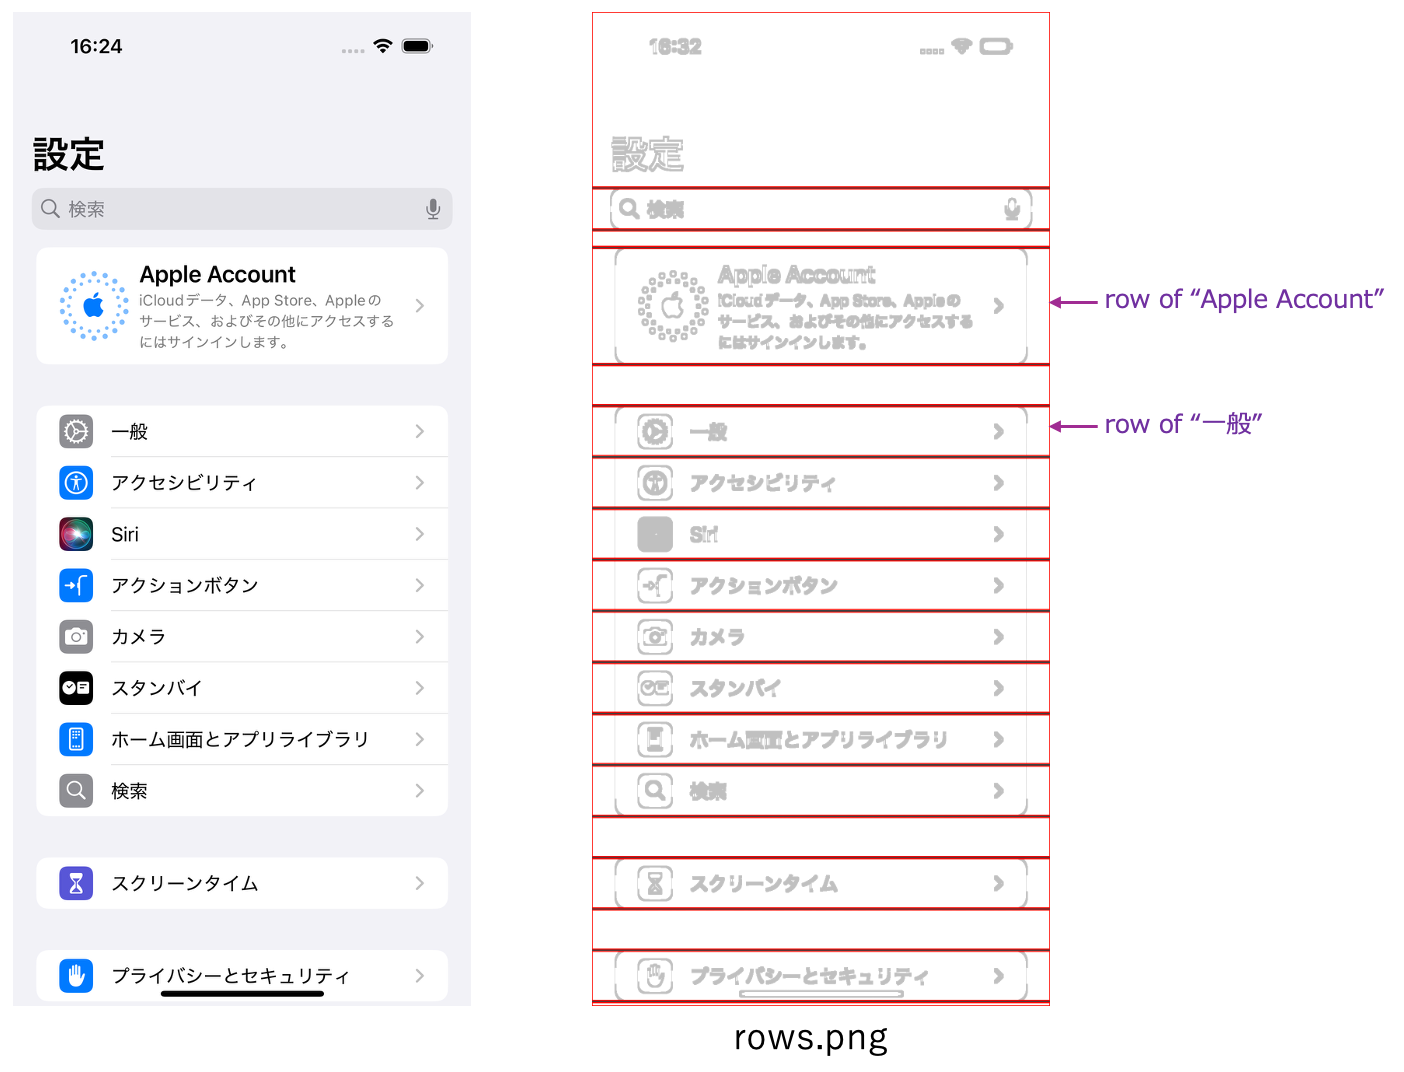 16:24
設定
検索
Apple Account
iCloudデータ、App Store、Appleの
サービス、およびその他にアクセスする
にはサインインします。
一般
アクセシビリティ
Siri
アクションボタン
カメラ
スタンバイ
ホーム画面とアプリライブラリ
検索
スクリーンタイム
プライバシーとセキュリティ
16:32
設定
検索
Apple Account
iCloudデータ、App Store、Appleの
サービス、およびその他にアクセスする
にはサインインします。
一般
アクセシビリティ
Siri
アクションボタン
カメラ
スタンバイ
ホーム画面とアプリライブラリ
検索
スクリーンタイム
プライバシーとセキュリティ
row of “Apple Account”
row of “一般”
rows.png